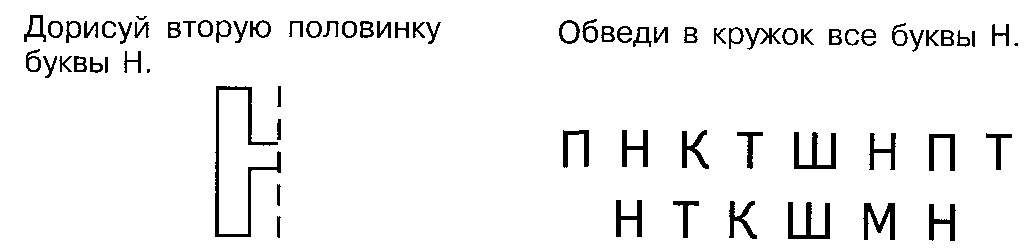 Дорисуй вторую половинку
буквы Н.
Обведи в кружок все буквы Н.
П Н К Т Ш Н П Т
Н Т К Ш М Н